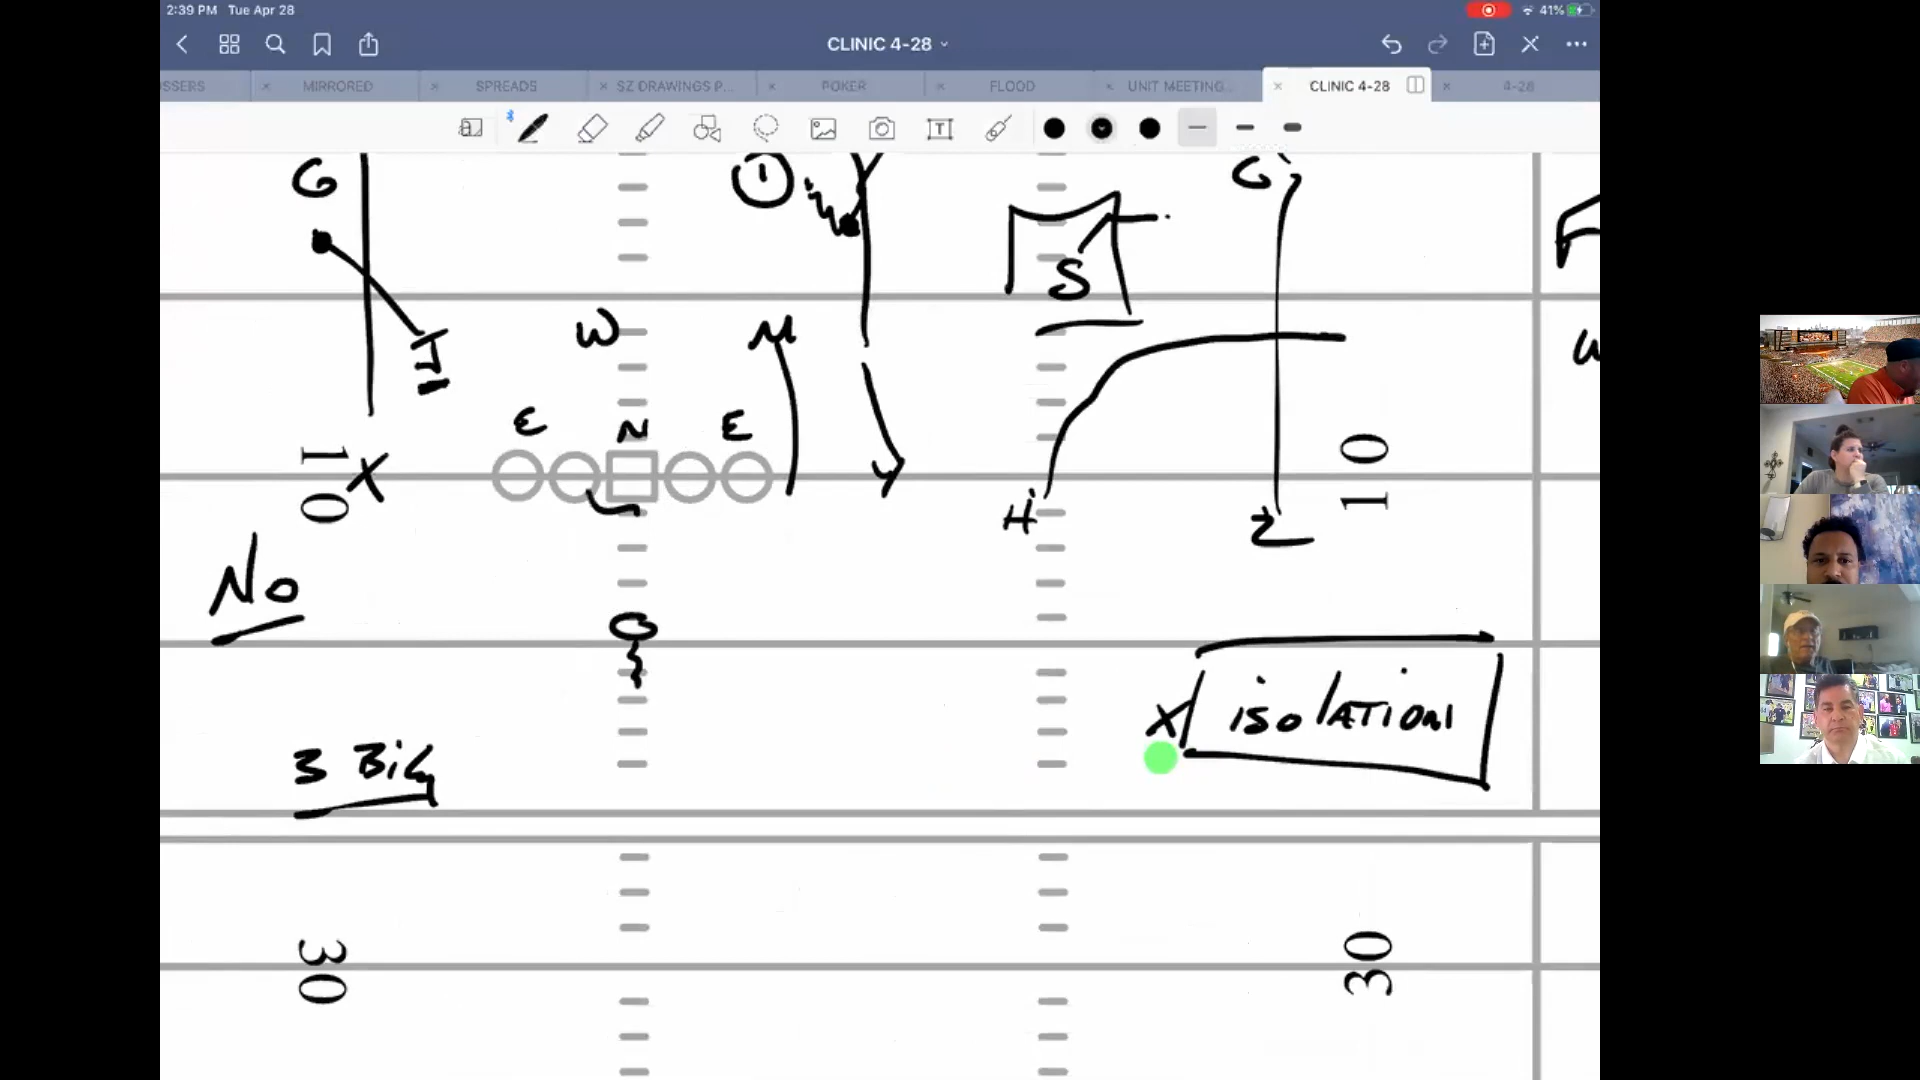 2:39 PM Tue Apr 28
41%
CLINIC 4-28
SSERS
MIRRORED
SPREADS
SZ DRAWINGS P...
POKER
FLOOD
UNIT MEETING...
CLINIC 4-28
4-28
a
T
C
1
C
S
W
M
I
E
N
E
10
X
10
Y
H
Z
No
X
isolation
3 Big
30
30